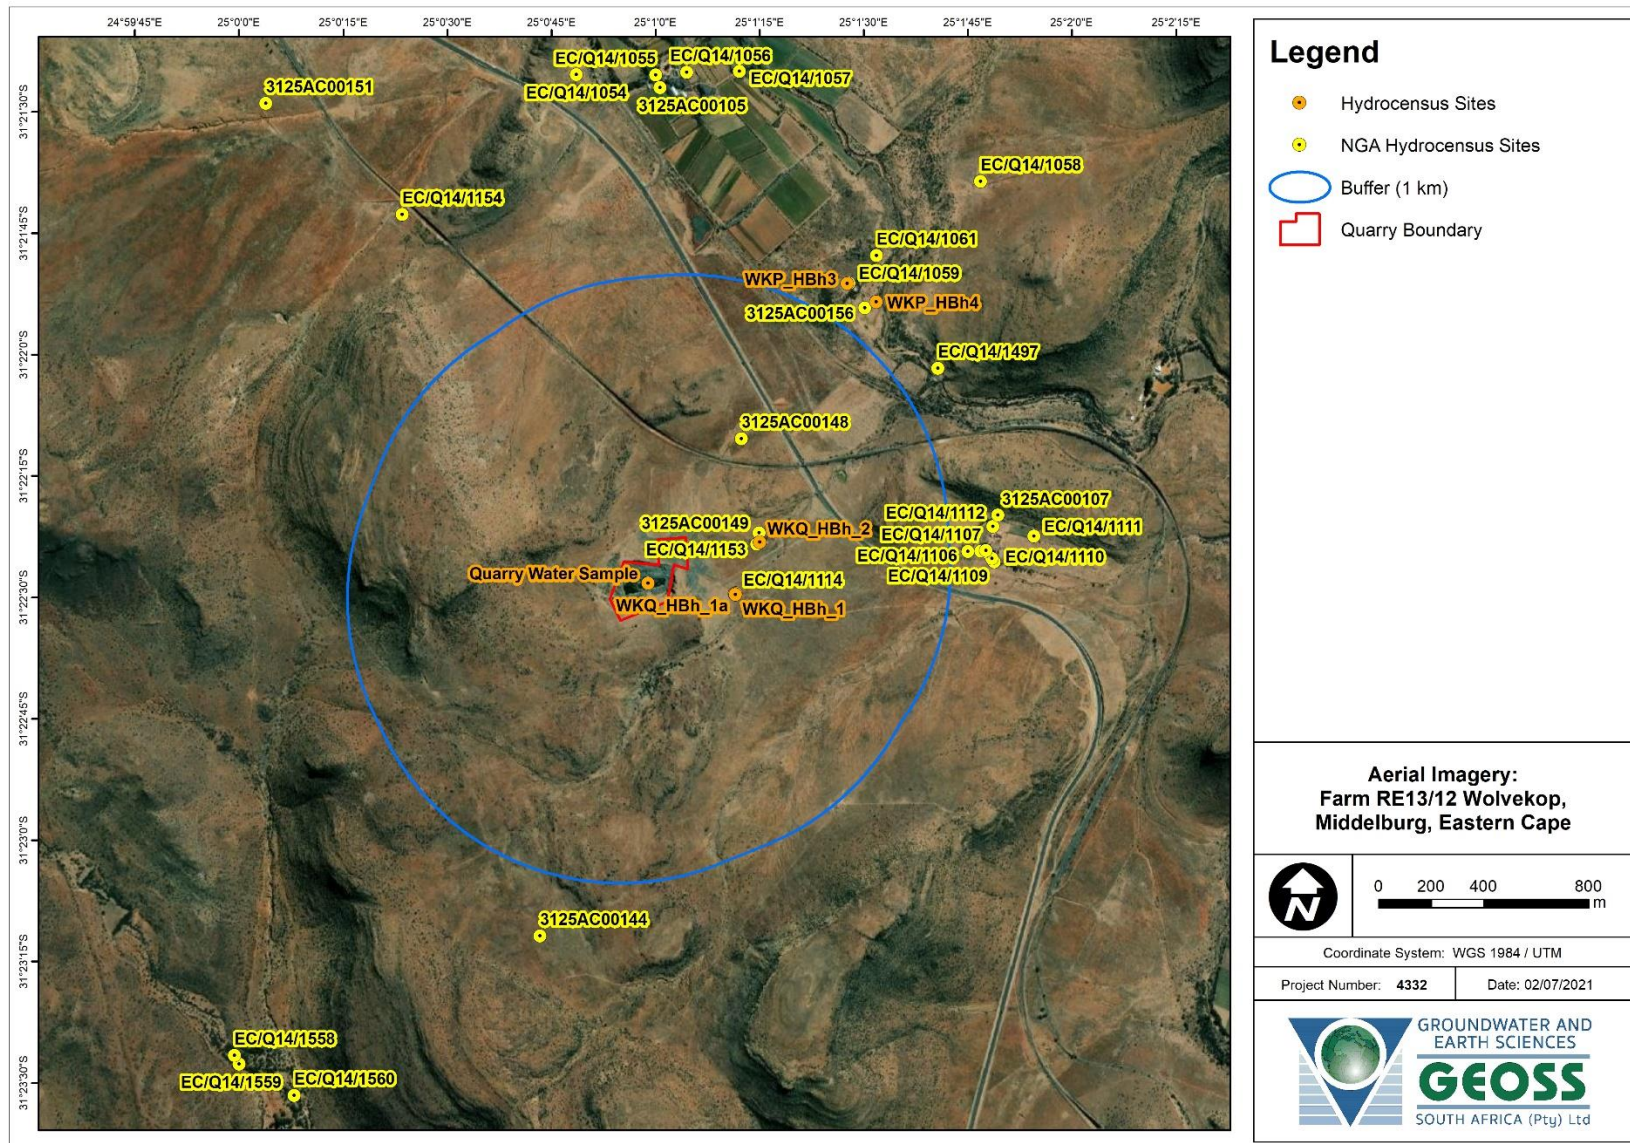 24°59'45"E
25°0'0"E
25°0'15"E
25°0'30"E
25°0'45"E
25°1'0"E
25°1'15"E
25°1'30"E
25°1'45"E
25°2'0"E
25°2'15"E
31°21'30"S
31°21'45"S
31°22'0"S
31°22'15"S
31°22'30"S
31°22'45"S
31°23'0"S
31°23'15"S
31°23'30"S
3125AC00151
EC/Q14/1055
EC/Q14/1056
EC/Q14/1054
EC/Q14/1057
3125AC00105
EC/Q14/1058
EC/Q14/1154
EC/Q14/1061
EC/Q14/1059
WKP_HBh3
WKP_HBh4
3125AC00156
EC/Q14/1497
3125AC00148
3125AC00107
EC/Q14/1112
EC/Q14/1111
EC/Q14/1107
EC/Q14/1106
EC/Q14/1110
EC/Q14/1109
3125AC00149
WKQ_HBh_2
EC/Q14/1153
Quarry Water Sample
EC/Q14/1114
WKQ_HBh_1a
WKQ_HBh_1
3125AC00144
EC/Q14/1558
EC/Q14/1559
EC/Q14/1560
Legend
Hydrocensus Sites
NGA Hydrocensus Sites
Buffer (1 km)
Quarry Boundary
Aerial Imagery:
Farm RE13/12 Wolvekop,
Middelburg, Eastern Cape
N
0 200 400 800
m
Coordinate System: WGS 1984 / UTM
Project Number: 4332
Date: 02/07/2021
GROUNDWATER AND
EARTH SCIENCES
GEOSS
SOUTH AFRICA (Pty) Ltd